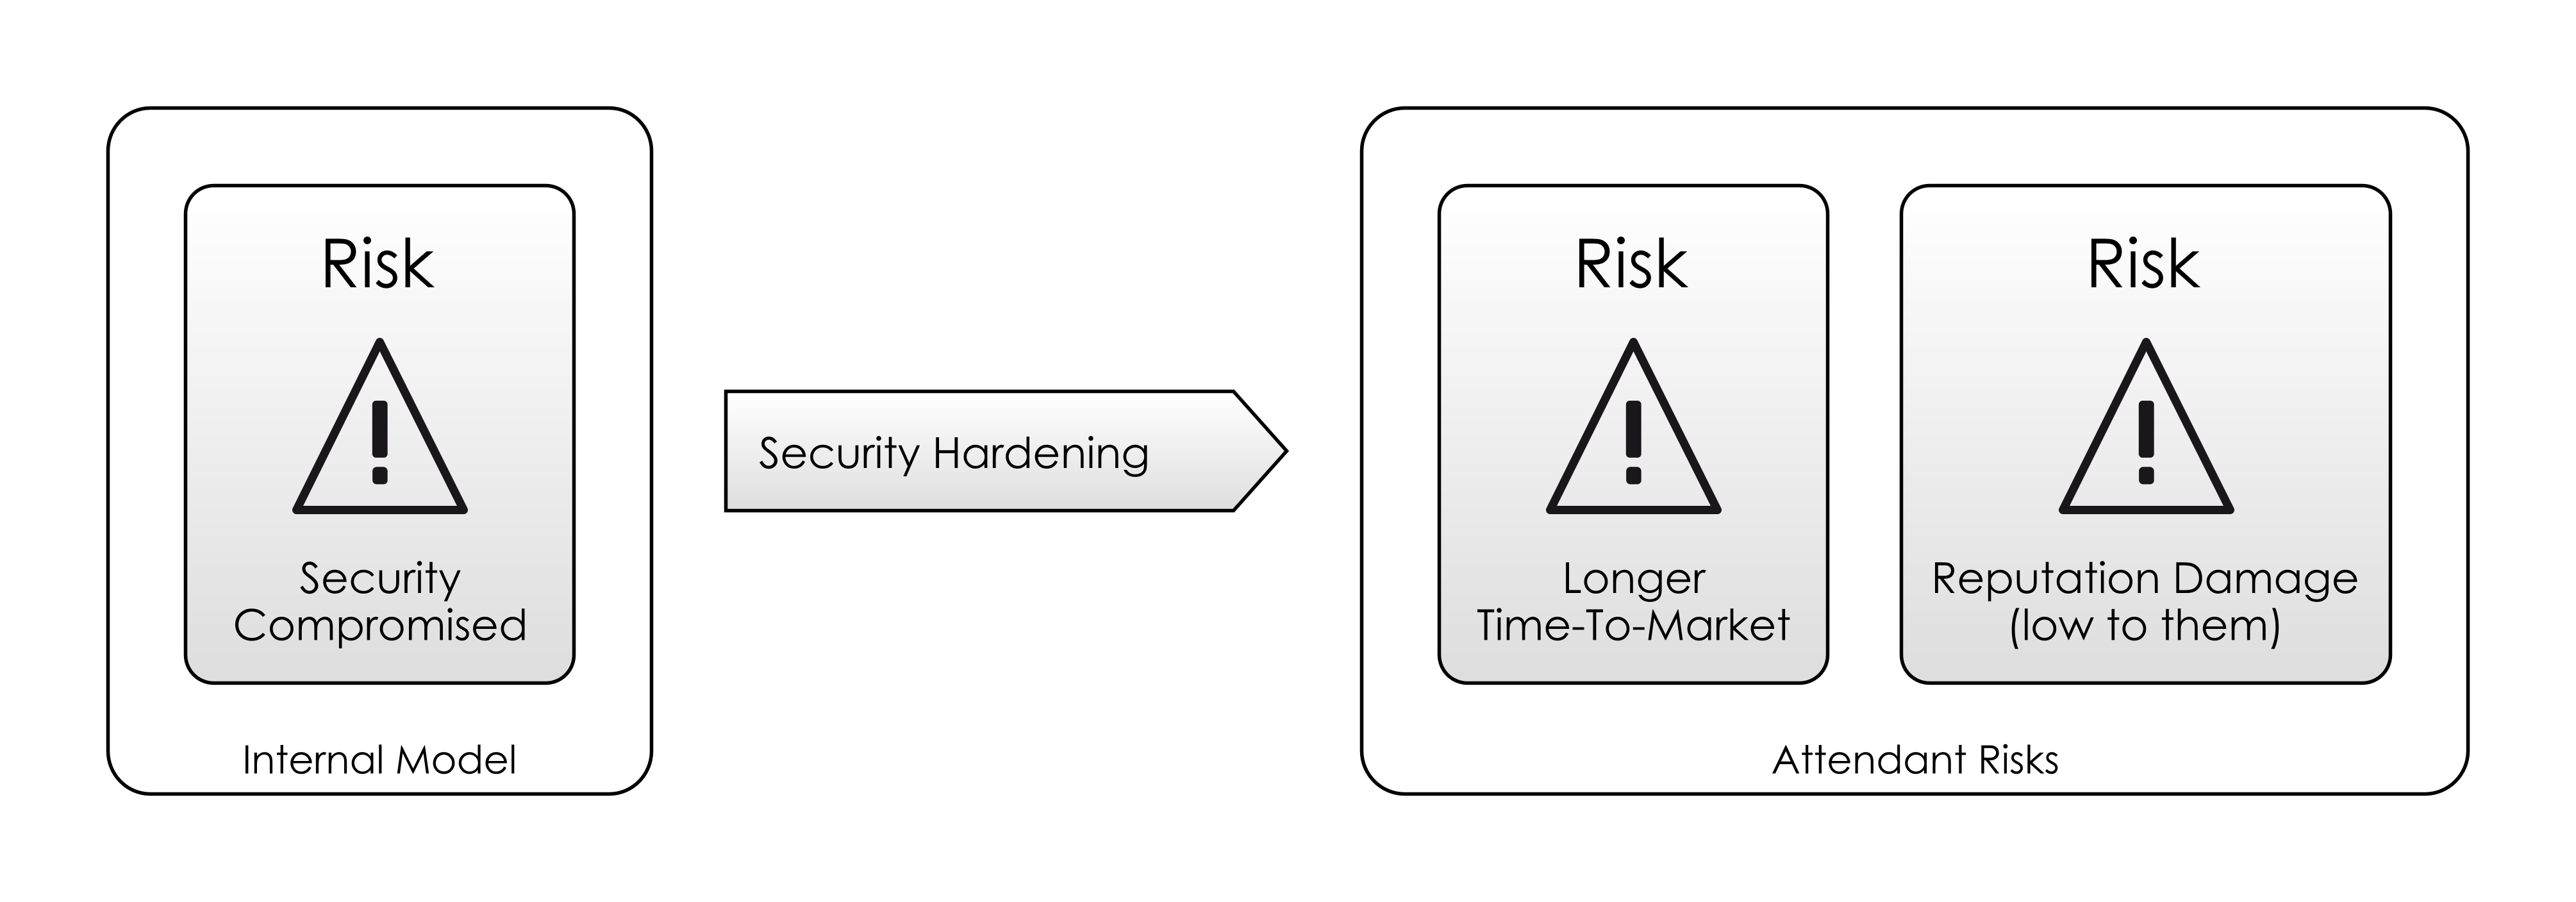 Risk
Security
Compromised
Internal Model
Security Hardening
Risk
Longer
Time-To-Market
Risk
Reputation Damage
(low to them)
Attendant Risks